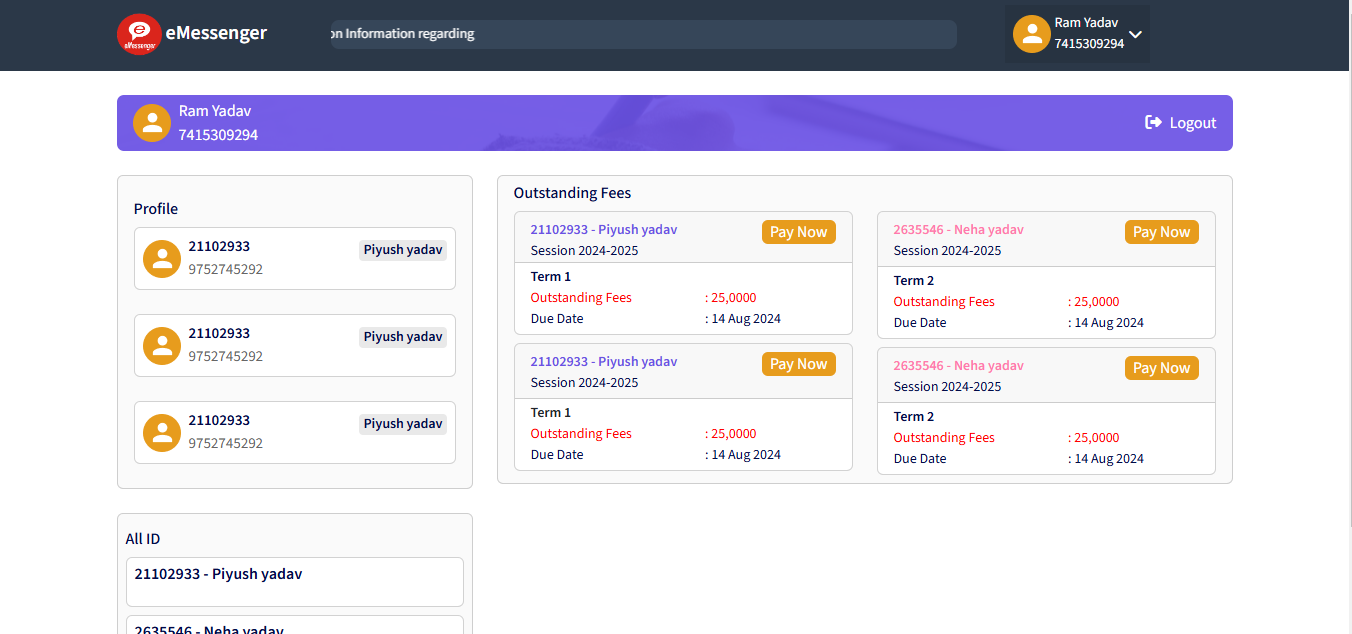 eMessenger
eMessenger
on Information regarding
Ram Yadav
7415309294
Ram Yadav
7415309294
Logout
Profile
21102933
Piyush yadav
9752745292
21102933
Piyush yadav
9752745292
21102933
Piyush yadav
9752745292
Outstanding Fees
21102933 - Piyush yadav
Pay Now
Session 2024-2025
Term 1
Outstanding Fees : 25,0000
Due Date : 14 Aug 2024
2635546 - Neha yadav
Pay Now
Session 2024-2025
Term 2
Outstanding Fees : 25,0000
Due Date : 14 Aug 2024
21102933 - Piyush yadav
Pay Now
Session 2024-2025
Term 1
Outstanding Fees : 25,0000
Due Date : 14 Aug 2024
2635546 - Neha yadav
Pay Now
Session 2024-2025
Term 2
Outstanding Fees : 25,0000
Due Date : 14 Aug 2024
All ID
21102933 - Piyush yadav
2635546 - Neha yadav